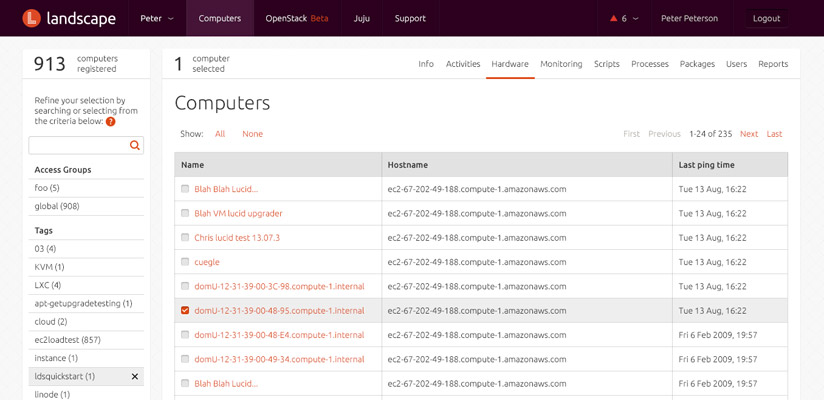 landscape
Peter
Computers
OpenStack Beta
Juju
Support
6
Peter Peterson
Logout
913 computers registered
1 computer selected
Info Activities Hardware Monitoring Scripts Processes Packages Users Reports
Refine your selection by
searching or selecting from
the criteria below: ?
Access Groups
foo (5)
global (908)
Tags
03 (4)
KVM (1)
LXC (4)
apt-getupgradetesting (1)
cloud (2)
ec2loadtest (857)
instance (1)
ldsquickstart (1)
linode (1)
Computers
Show: All None
First Previous 1-24 of 235 Next Last
Name Hostname Last ping time
Blah Blah Lucid... ec2-67-202-49-188.compute-1.amazonaws.com Tue 13 Aug, 16:22
Blah VM lucid upgrader ec2-67-202-49-188.compute-1.amazonaws.com Tue 13 Aug, 16:22
Chris lucid test 13.07.3 ec2-67-202-49-188.compute-1.amazonaws.com Tue 13 Aug, 16:22
cuegle ec2-67-202-49-188.compute-1.amazonaws.com Tue 13 Aug, 16:22
domU-12-31-39-00-3C-98.compute-1.internal ec2-67-202-49-188.compute-1.amazonaws.com Tue 13 Aug, 16:22
domU-12-31-39-00-48-95.compute-1.internal ec2-67-202-49-188.compute-1.amazonaws.com Tue 13 Aug, 16:22
domU-12-31-39-00-48-E4.compute-1.internal ec2-67-202-49-188.compute-1.amazonaws.com Fri 6 Feb 2009, 19:57
domU-12-31-39-00-49-34.compute-1.internal ec2-67-202-49-188.compute-1.amazonaws.com Fri 6 Feb 2009, 19:57
Blah Blah Lucid... ec2-67-202-49-188.compute-1.amazonaws.com Fri 6 Feb 2009, 19:57